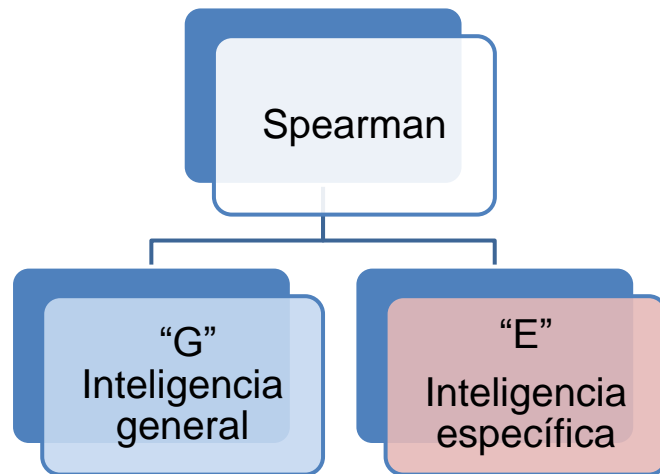 Spearman
“G”
Inteligencia
general
“E”
Inteligencia
específica